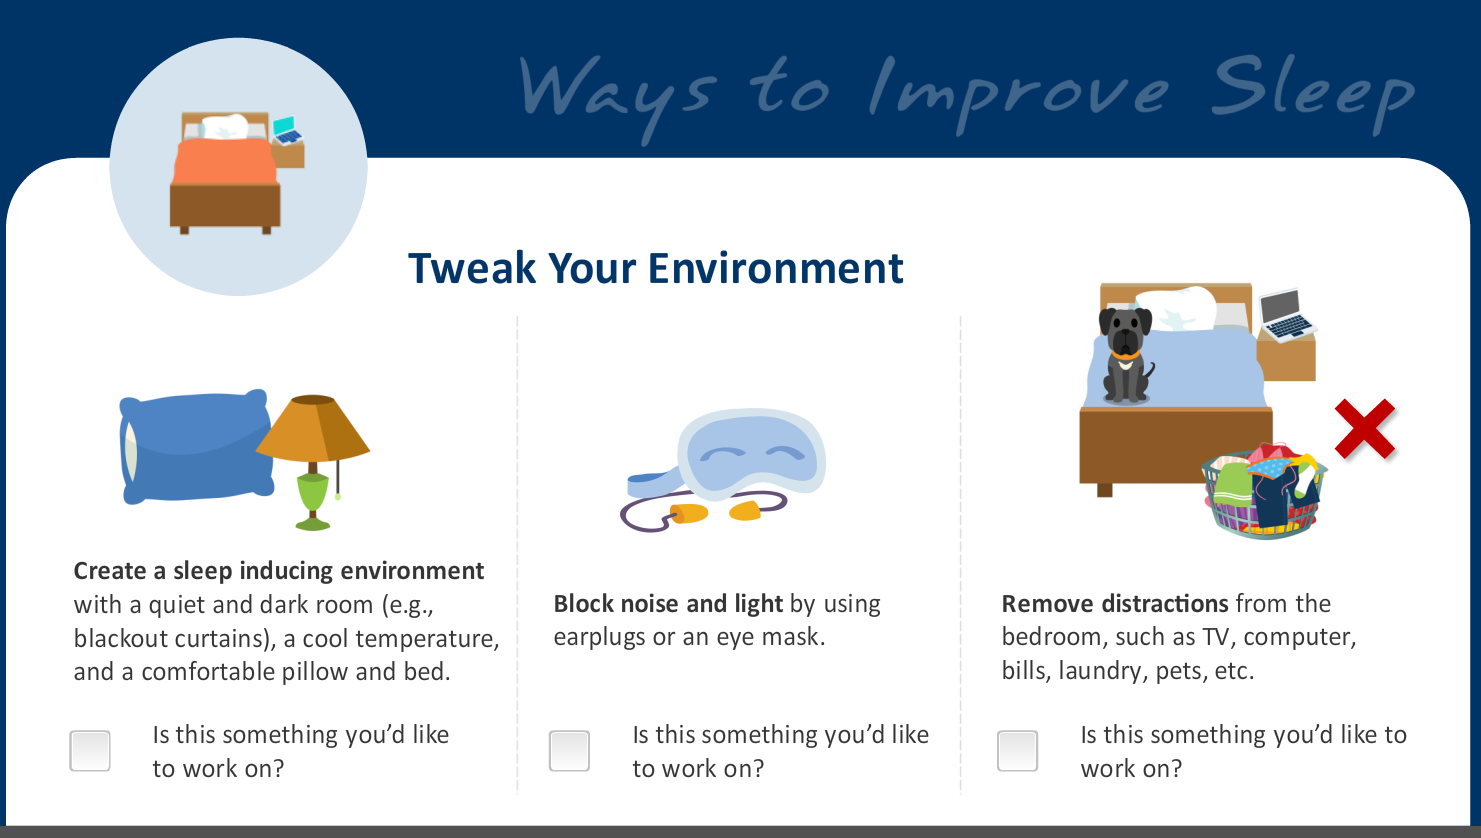 Ways to Improve Sleep
Tweak Your Environment
Create a sleep inducing environment
with a quiet and dark room (e.g.,
blackout curtains), a cool temperature,
and a comfortable pillow and bed.
Is this something you’d like
to work on?
Block noise and light by using
earplugs or an eye mask.
Is this something you’d like
to work on?
Remove distractions from the
bedroom, such as TV, computer,
bills, laundry, pets, etc.
Is this something you’d like to
work on?